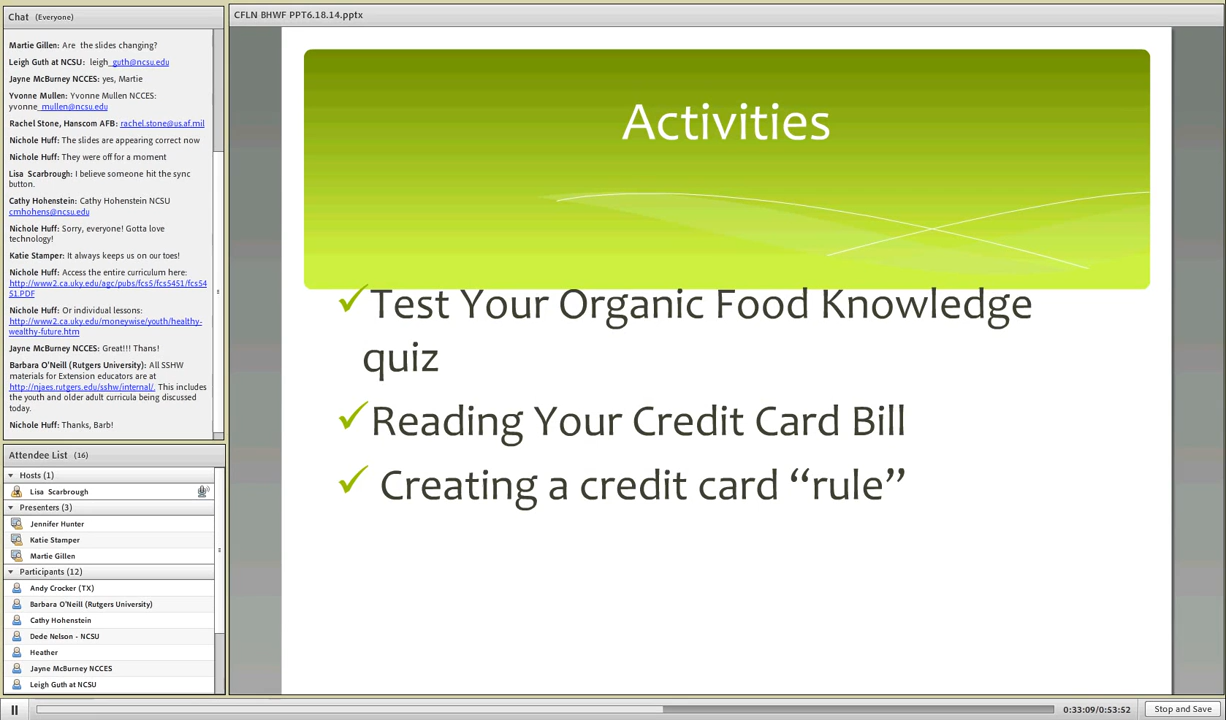 Chat (Everyone)
Martie Gillen: Are the slides changing?
Leigh Guth at NCSU: leigh_guth@ncsu.edu
Jayne McBurney NCCES: yes, Martie
Yvonne Mullen: Yvonne Mullen NCCES:
yvonne_mullen@ncsu.edu
Rachel Stone, Hanscom AFB: rachel.stone@us.af.mil
Nichole Huff: The slides are appearing correct now
Nichole Huff: They were off for a moment
Lisa Scarbrough: I believe someone hit the sync
button.
Cathy Hohenstein: Cathy Hohenstein NCSU
cmhohens@ncsu.edu
Nichole Huff: Sorry, everyone! Gotta love
technology!
Katie Stamper: It always keeps us on our toes!
Nichole Huff: Access the entire curriculum here:
http://www2.ca.uky.edu/agc/pubs/fcs5/fcs5451/fcs54
51.PDF
Nichole Huff: Or individual lessons:
http://www2.ca.uky.edu/moneywise/youth/healthy-
wealthy-future.htm
Jayne McBurney NCCES: Great!!! Thans!
Barbara O'Neill (Rutgers University): All SSHW
materials for Extension educators are at
http://njaes.rutgers.edu/sshw/internal/. This includes
the youth and older adult curricula being discussed
today.
Nichole Huff: Thanks, Barb!
Attendee List (16)
Hosts (1)
Lisa Scarbrough
Presenters (3)
Jennifer Hunter
Katie Stamper
Martie Gillen
Participants (12)
Andy Crocker (TX)
Barbara O'Neill (Rutgers University)
Cathy Hohenstein
Dede Nelson - NCSU
Heather
Jayne McBurney NCCES
Leigh Guth at NCSU
CFLN BHWF PPT6.18.14.pptx
Activities
✓Test Your Organic Food Knowledge
quiz
✓Reading Your Credit Card Bill
✓ Creating a credit card “rule”
0:33:09/0:53:52
Stop and Save